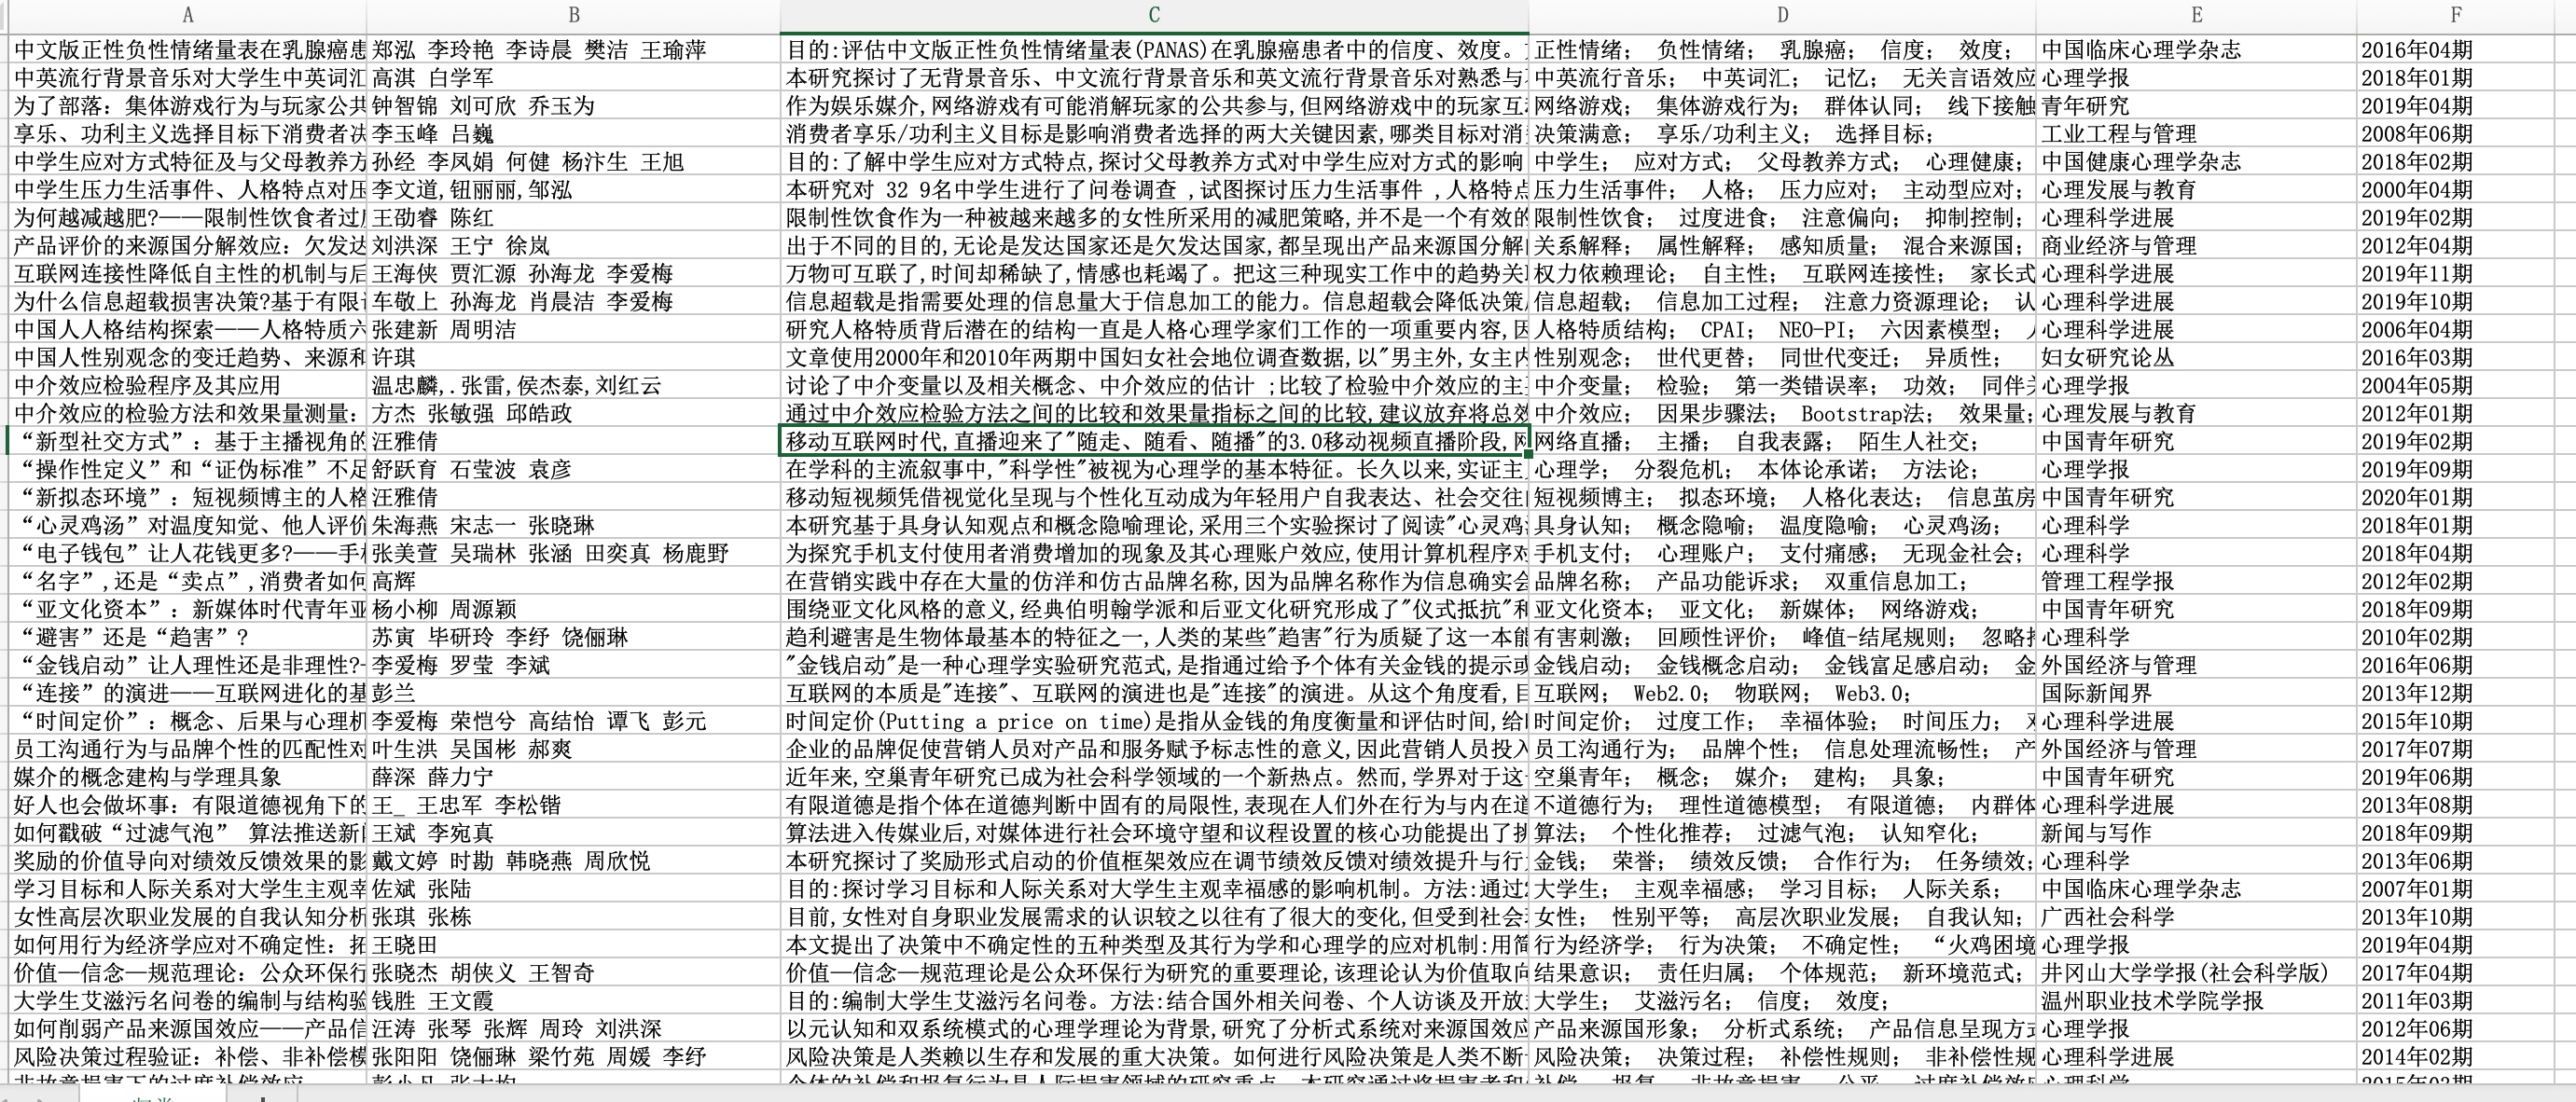 A B C D E F
中文版正性负性情绪量表在乳腺癌患 郑泓 李玲艳 李诗晨 樊洁 王瑜萍 目的:评估中文版正性负性情绪量表(PANAS)在乳腺癌患者中的信度、效度。 正性情绪; 负性情绪; 乳腺癌; 信度; 效度; 中国临床心理学杂志 2016年04期
中英流行背景音乐对大学生中英词汇 高淇 白学军 本研究探讨了无背景音乐、中文流行背景音乐和英文流行背景音乐对熟悉与 中英流行音乐; 中英词汇; 记忆; 无关言语效应 心理学报 2018年01期
为了部落: 集体游戏行为与玩家公共 钟智锦 刘可欣 乔玉为 作为娱乐媒介,网络游戏有可能消解玩家的公共参与,但网络游戏中的玩家互 网络游戏; 集体游戏行为; 群体认同; 线下接触 青年研究 2019年04期
享乐、功利主义选择目标下消费者决 李玉峰 吕巍 消费者享乐/功利主义目标是影响消费者选择的两大关键因素,哪类目标对消 决策满意; 享乐/功利主义; 选择目标; 工业工程与管理 2008年06期
中学生应对方式特征及与父母教养方 孙经 李凤娟 何健 杨汴生 王旭 目的:了解中学生应对方式特点,探讨父母教养方式对中学生应对方式的影响 中学生; 应对方式; 父母教养方式; 心理健康; 中国健康心理学杂志 2018年02期
中学生压力生活事件、人格特点对压 李文道,钮丽丽,邹泓 本研究对 32 9名中学生进行了问卷调查 ,试图探讨压力生活事件 ,人格特点 压力生活事件; 人格; 压力应对; 主动型应对; 心理发展与教育 2000年04期
为何越减越肥?——限制性饮食者过 王劭睿 陈红 限制性饮食作为一种被越来越多的女性所采用的减肥策略,并不是一个有效的 限制性饮食; 过度进食; 注意偏向; 抑制控制; 心理科学进展 2019年02期
产品评价的来源国分解效应: 欠发达 刘洪深 王宁 徐岚 出于不同的目的,无论是发达国家还是欠发达国家,都呈现出产品来源国分解 关系解释; 属性解释; 感知质量; 混合来源国; 商业经济与管理 2012年04期
互联网连接性降低自主性的机制与后 王海侠 贾汇源 孙海龙 李爱梅 万物可互联了,时间却稀缺了,情感也耗竭了。把这三种现实工作中的趋势关 权力依赖理论; 自主性; 互联网连接性; 家长式 心理科学进展 2019年11期
为什么信息超载损害决策?基于有限 车敬上 孙海龙 肖晨洁 李爱梅 信息超载是指需要处理的信息量大于信息加工的能力。信息超载会降低决策 信息超载; 信息加工过程; 注意力资源理论; 认 心理科学进展 2019年10期
中国人人格结构探索——人格特质六 张建新 周明洁 研究人格特质背后潜在的结构一直是人格心理学家们工作的一项重要内容,因 人格特质结构; CPAI; NEO-PI; 六因素模型; 心理科学进展 2006年04期
中国人性别观念的变迁趋势、来源和 许琪 文章使用2000年和2010年两期中国妇女社会地位调查数据,以"男主外,女主内 性别观念; 世代更替; 同世代变迁; 异质性; 妇女研究论丛 2016年03期
中介效应检验程序及其应用 温忠麟,.张雷,侯杰泰,刘红云 讨论了中介变量以及相关概念、中介效应的估计 ;比较了检验中介效应的主 中介变量; 检验; 第一类错误率; 功效; 同伴 心理学报 2004年05期
中介效应的检验方法和效果量测量: 方杰 张敏强 邱皓政 通过中介效应检验方法之间的比较和效果量指标之间的比较,建议放弃将总效 中介效应; 因果步骤法; Bootstrap法; 效果量; 心理发展与教育 2012年01期
“新型社交方式”: 基于主播视角的 汪雅倩 移动互联网时代,直播迎来了"随走、随看、随播"的3.0移动视频直播阶段,网 网络直播; 主播; 自我表露; 陌生人社交; 中国青年研究 2019年02期
“操作性定义”和“证伪标准”不足 舒跃育 石莹波 袁彦 在学科的主流叙事中,"科学性"被视为心理学的基本特征。长久以来,实证主 心理学; 分裂危机; 本体论承诺; 方法论; 心理学报 2019年09期
“新拟态环境”: 短视频博主的人格 汪雅倩 移动短视频凭借视觉化呈现与个性化互动成为年轻用户自我表达、社会交往 短视频博主; 拟态环境; 人格化表达; 信息茧房 中国青年研究 2020年01期
“心灵鸡汤”对温度知觉、他人评价 朱海燕 宋志一 张晓琳 本研究基于具身认知观点和概念隐喻理论,采用三个实验探讨了阅读"心灵鸡 具身认知; 概念隐喻; 温度隐喻; 心灵鸡汤; 心理科学 2018年01期
“电子钱包”让人花钱更多?——手 张美萱 吴瑞林 张涵 田奕真 杨鹿野 为探究手机支付使用者消费增加的现象及其心理账户效应,使用计算机程序对 手机支付; 心理账户; 支付痛感; 无现金社会; 心理科学 2018年04期
“名字”,还是“卖点”,消费者如何 高辉 在营销实践中存在大量的仿洋和仿古品牌名称,因为品牌名称作为信息确实会 品牌名称; 产品功能诉求; 双重信息加工; 管理工程学报 2012年02期
“亚文化资本”: 新媒体时代青年亚 杨小柳 周源颖 围绕亚文化风格的意义,经典伯明翰学派和后亚文化研究形成了"仪式抵抗"和 亚文化资本; 亚文化; 新媒体; 网络游戏; 中国青年研究 2018年09期
“避害”还是“趋害”? 苏寅 毕研玲 李纾 饶俪琳 趋利避害是生物体最基本的特征之一,人类的某些"趋害"行为质疑了这一本能 有害刺激; 回顾性评价; 峰值-结尾规则; 忽略 心理科学 2010年02期
“金钱启动”让人理性还是非理性?- 李爱梅 罗莹 李斌 "金钱启动"是一种心理学实验研究范式,是指通过给予个体有关金钱的提示或 金钱启动; 金钱概念启动; 金钱富足感启动; 金 外国经济与管理 2016年06期
“连接”的演进——互联网进化的基 彭兰 互联网的本质是"连接"、互联网的演进也是"连接"的演进。从这个角度看,目 互联网; Web2.0; 物联网; Web3.0; 国际新闻界 2013年12期
“时间定价”: 概念、后果与心理机 李爱梅 荣恺兮 高结怡 谭飞 彭元 时间定价(Putting a price on time)是指从金钱的角度衡量和评估时间,给 时间定价; 过度工作; 幸福体验; 时间压力; 心理科学进展 2015年10期
员工沟通行为与品牌个性的匹配性对 叶生洪 吴国彬 郝爽 企业的品牌促使营销人员对产品和服务赋予标志性的意义,因此营销人员投入 员工沟通行为; 品牌个性; 信息处理流畅性; 产 外国经济与管理 2017年07期
媒介的概念建构与学理具象 薛深 薛力宁 近年来,空巢青年研究已成为社会科学领域的一个新热点。然而,学界对于这 空巢青年; 概念; 媒介; 建构; 具象; 中国青年研究 2019年06期
好人也会做坏事: 有限道德视角下的 王_ 王忠军 李松锴 有限道德是指个体在道德判断中固有的局限性,表现在人们外在行为与内在道 不道德行为; 理性道德模型; 有限道德; 内群体 心理科学进展 2013年08期
如何戳破“过滤气泡” 算法推送新闻 王斌 李宛真 算法进入传媒业后,对媒体进行社会环境守望和议程设置的核心功能提出了挑 算法; 个性化推荐; 过滤气泡; 认知窄化; 新闻与写作 2018年09期
奖励的价值导向对绩效反馈效果的影 戴文婷 时勘 韩晓燕 周欣悦 本研究探讨了奖励形式启动的价值框架效应在调节绩效反馈对绩效提升与行 金钱; 荣誉; 绩效反馈; 合作行为; 任务绩效; 心理科学 2013年06期
学习目标和人际关系对大学生主观幸 佐斌 张陆 目的:探讨学习目标和人际关系对大学生主观幸福感的影响机制。方法:通过 大学生; 主观幸福感; 学习目标; 人际关系; 中国临床心理学杂志 2007年01期
女性高层次职业发展的自我认知分析 张琪 张栋 目前,女性对自身职业发展需求的认识较之以往有了很大的变化,但受到社会 女性; 性别平等; 高层次职业发展; 自我认知; 广西社会科学 2013年10期
如何用行为经济学应对不确定性: 拓 王晓田 本文提出了决策中不确定性的五种类型及其行为学和心理学的应对机制:用简 行为经济学; 行为决策; 不确定性; “火鸡困境 心理学报 2019年04期
价值—信念—规范理论: 公众环保行 张晓杰 胡侠义 王智奇 价值—信念—规范理论是公众环保行为研究的重要理论,该理论认为价值取向 结果意识; 责任归属; 个体规范; 新环境范式; 井冈山大学学报(社会科学版) 2017年04期
大学生艾滋污名问卷的编制与结构验 钱胜 王文霞 目的:编制大学生艾滋污名问卷。方法:结合国外相关问卷、个人访谈及开放 大学生; 艾滋污名; 信度; 效度; 温州职业技术学院学报 2011年03期
如何削弱产品来源国效应——产品信 汪涛 张琴 张辉 周玲 刘洪深 以元认知和双系统模式的心理学理论为背景,研究了分析式系统对来源国效应 产品来源国形象; 分析式系统; 产品信息呈现方式 心理学报 2012年06期
风险决策过程验证: 补偿、非补偿模 张阳阳 饶俪琳 梁竹苑 周媛 李纾 风险决策是人类赖以生存和发展的重大决策。如何进行风险决策是人类不断 风险决策; 决策过程; 补偿性规则; 非补偿性规 心理科学进展 2014年02期